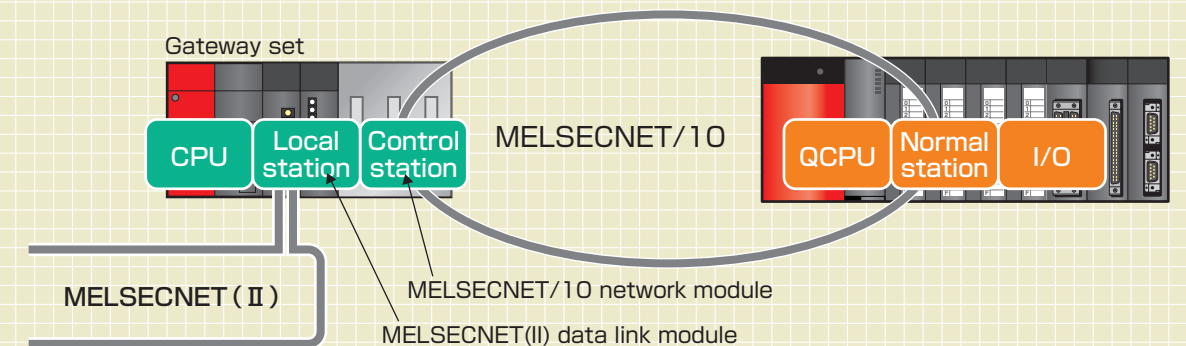 Gateway set
CPU
Local
station
Control
station
MELSECNET/10
QCPU
Normal
station
I/O
MELSECNET(Ⅱ)
MELSECNET/10 network module
MELSECNET(II) data link module